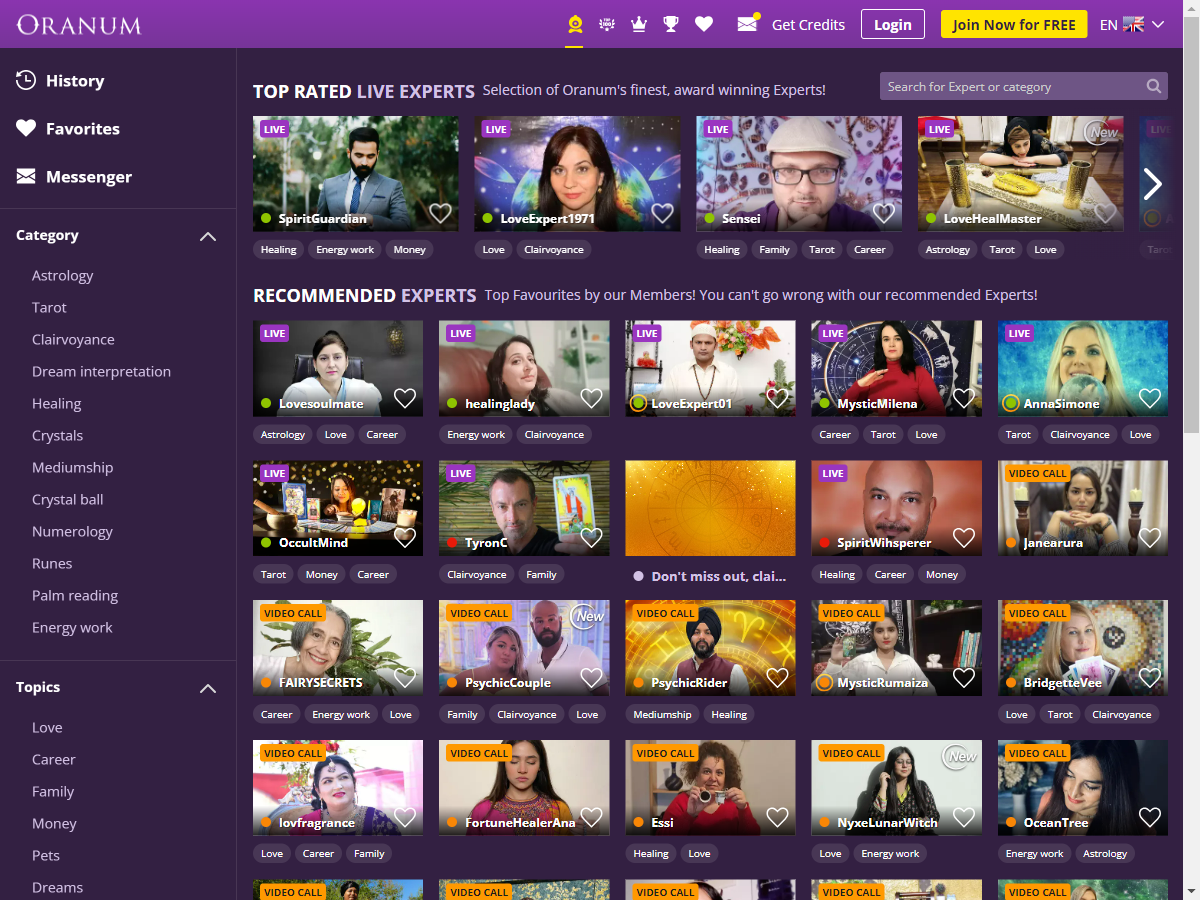 ORANUM
Get Credits
Login
Join Now for FREE
EN
History
Favorites
Messenger
Category
Astrology
Tarot
Clairvoyance
Dream interpretation
Healing
Crystals
Mediumship
Crystal ball
Numerology
Runes
Palm reading
Energy work
Topics
Love
Career
Family
Money
Pets
Dreams
TOP RATED LIVE EXPERTS Selection of Oranum's finest, award winning Experts!
Search for Expert or category
LIVE LIVE LIVE LIVE New LIVE
SpiritGuardian LoveExpert1971 Sensei LoveHealMaster
Healing Energy work Money Love Clairvoyance Healing Family Tarot Career Astrology Tarot Love
RECOMMENDED EXPERTS Top Favourites by our Members! You can't go wrong with our recommended Experts!
LIVE LIVE LIVE LIVE LIVE
Lovesoulmate healinglady LoveExpert01 MysticMilena AnnaSimone
Astrology Love Career Energy work Clairvoyance Career Tarot Love Tarot Clairvoyance Love
LIVE LIVE LIVE VIDEO CALL
OccultMind TyronC SpiritWihsperer Janearura
Tarot Money Career Clairvoyance Family Don't miss out, clai... Healing Career Money
VIDEO CALL VIDEO CALL New VIDEO CALL VIDEO CALL VIDEO CALL
FAIRYSECRETS PsychicCouple PsychicRider MysticRumaiza BridgetteVee
Career Energy work Love Family Clairvoyance Love Mediumship Healing Love Tarot Clairvoyance
VIDEO CALL VIDEO CALL VIDEO CALL VIDEO CALL New VIDEO CALL
lovfragrance FortuneHealerAna Essi NyxeLunarWitch OceanTree
Love Career Family Healing Love Love Energy work Energy work Astrology
VIDEO CALL VIDEO CALL VIDEO CALL VIDEO CALL VIDEO CALL